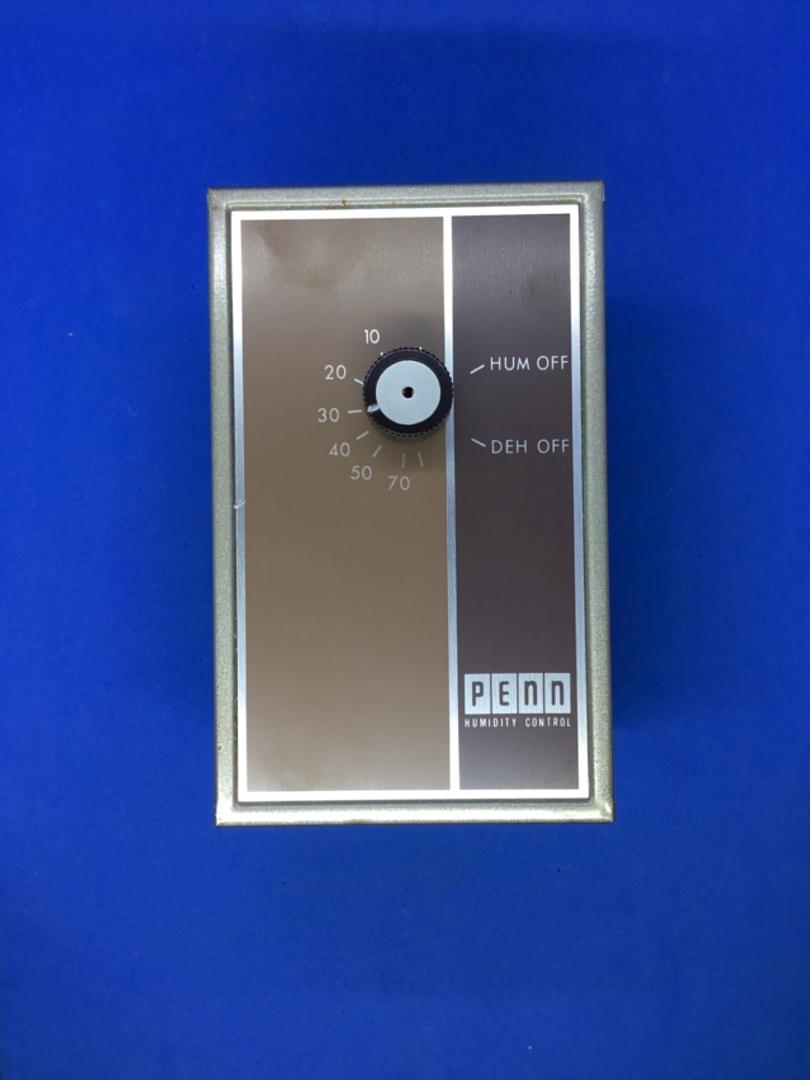 10
20
30
40
50
70
HUM OFF
DEH OFF
PENN
HUMIDITY CONTROL